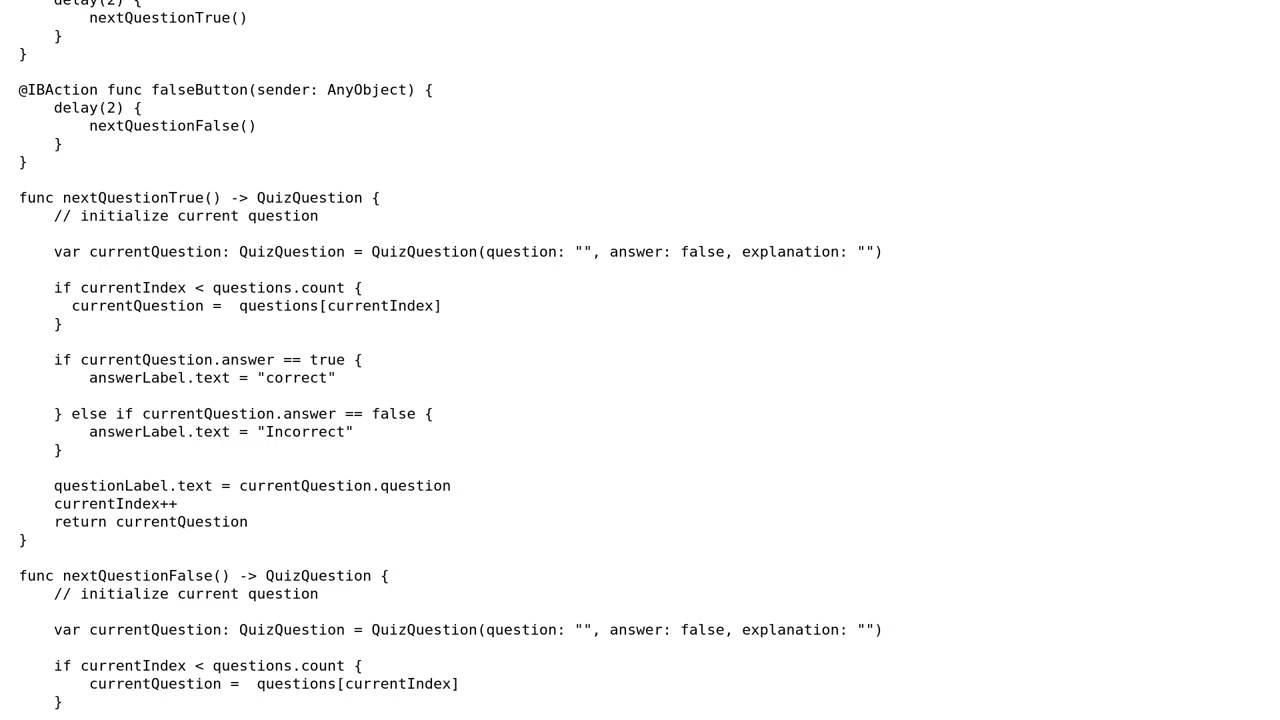 delay(2) {
        nextQuestionTrue()
    }
}

@IBAction func falseButton(sender: AnyObject) {
    delay(2) {
        nextQuestionFalse()
    }
}

func nextQuestionTrue() -> QuizQuestion {
    // initialize current question

    var currentQuestion: QuizQuestion = QuizQuestion(question: "", answer: false, explanation: "")

    if currentIndex < questions.count {
      currentQuestion =  questions[currentIndex]
    }

    if currentQuestion.answer == true {
        answerLabel.text = "correct"

    } else if currentQuestion.answer == false {
        answerLabel.text = "Incorrect"
    }

    questionLabel.text = currentQuestion.question
    currentIndex++
    return currentQuestion
}

func nextQuestionFalse() -> QuizQuestion {
    // initialize current question

    var currentQuestion: QuizQuestion = QuizQuestion(question: "", answer: false, explanation: "")

    if currentIndex < questions.count {
        currentQuestion =  questions[currentIndex]
    }